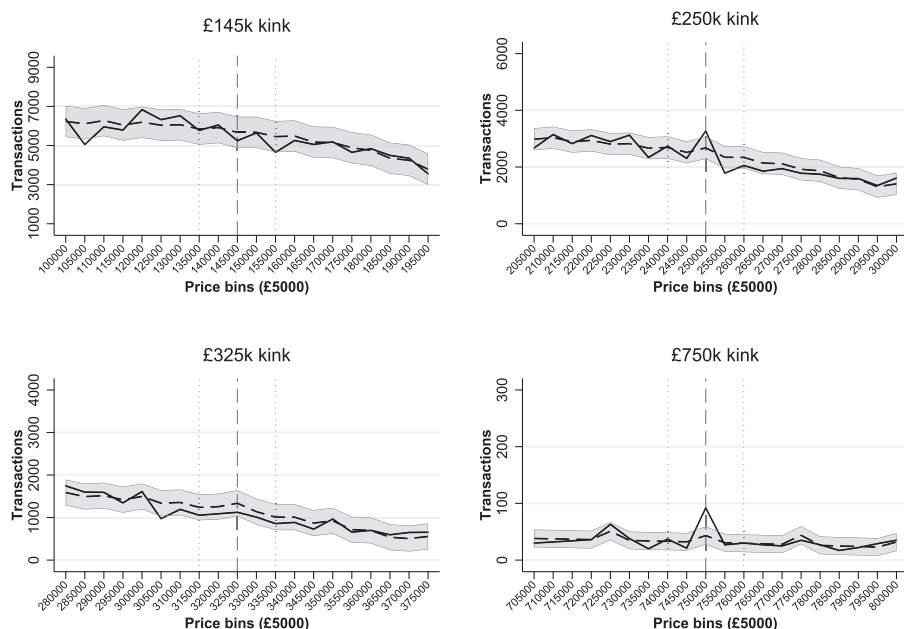 £145k kink
Transactions
9000
7000
5000
3000
1000
100000 105000 110000 115000 120000 125000 130000 135000 140000 145000 150000 155000 160000 165000 170000 175000 180000 185000 190000 195000
Price bins (£5000)
£250k kink
Transactions
6000
4000
2000
0
205000 210000 215000 220000 225000 230000 235000 240000 245000 250000 255000 260000 265000 270000 275000 280000 285000 290000 295000 300000
Price bins (£5000)
£325k kink
Transactions
4000
3000
2000
1000
0
280000 285000 290000 295000 300000 305000 310000 315000 320000 325000 330000 335000 340000 345000 350000 355000 360000 365000 370000 375000
Price bins (£5000)
£750k kink
Transactions
300
200
100
0
705000 710000 715000 720000 725000 730000 735000 740000 745000 750000 755000 760000 765000 770000 775000 780000 785000 790000 795000 800000
Price bins (£5000)